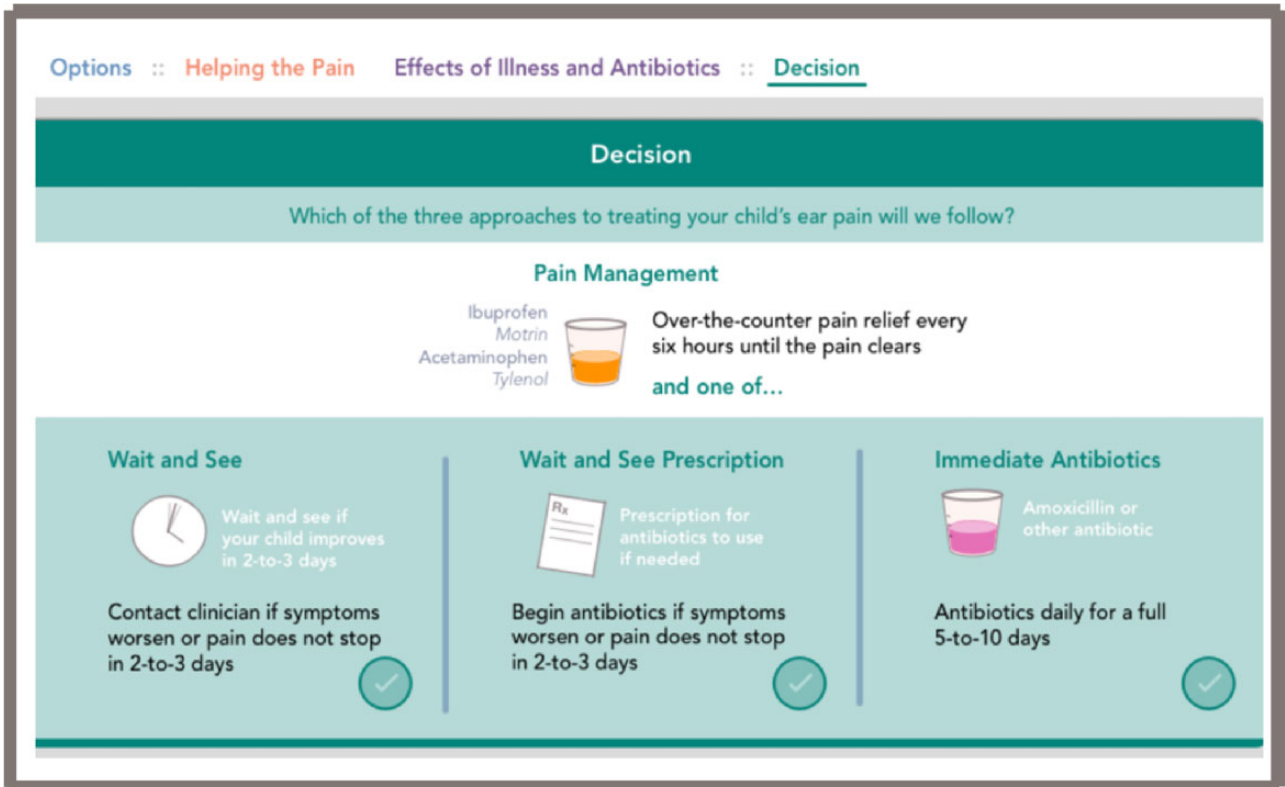 Options :: Helping the Pain Effects of Illness and Antibiotics :: Decision
Decision
Which of the three approaches to treating your child's ear pain will we follow?
Pain Management
Ibuprofen
Motrin
Acetaminophen
Tylenol
Over-the-counter pain relief every
six hours until the pain clears
and one of...
Wait and See
Wait and see if
your child improves
in 2-to-3 days
Contact clinician if symptoms
worsen or pain does not stop
in 2-to-3 days
Wait and See Prescription
Rx
Prescription for
antibiotics to use
if needed
Begin antibiotics if symptoms
worsen or pain does not stop
in 2-to-3 days
Immediate Antibiotics
Amoxicillin or
other antibiotic
Antibiotics daily for a full
5-to-10 days